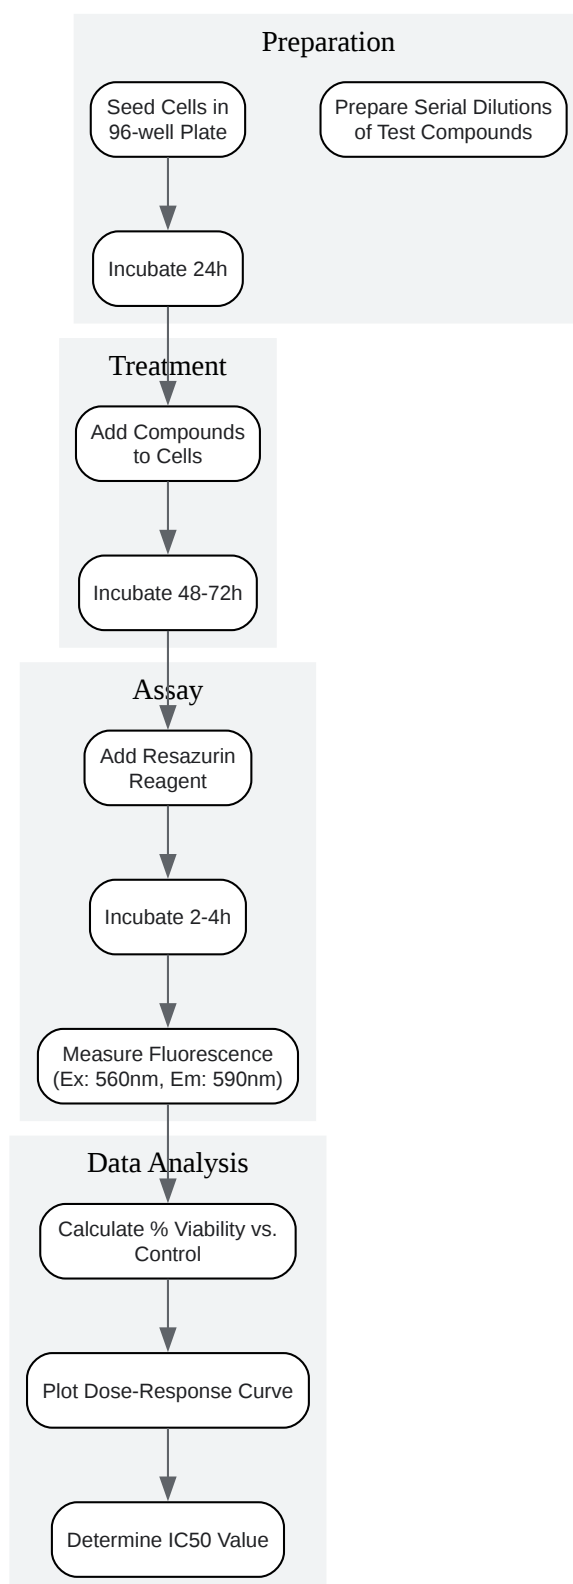 Preparation
Seed Cells in
96-well Plate
Prepare Serial Dilutions
of Test Compounds
Incubate 24h
Treatment
Add Compounds
to Cells
Incubate 48-72h
Assay
Add Resazurin
Reagent
Incubate 2-4h
Measure Fluorescence
(Ex: 560nm, Em: 590nm)
Data Analysis
Calculate % Viability vs.
Control
Plot Dose-Response Curve
Determine IC50 Value